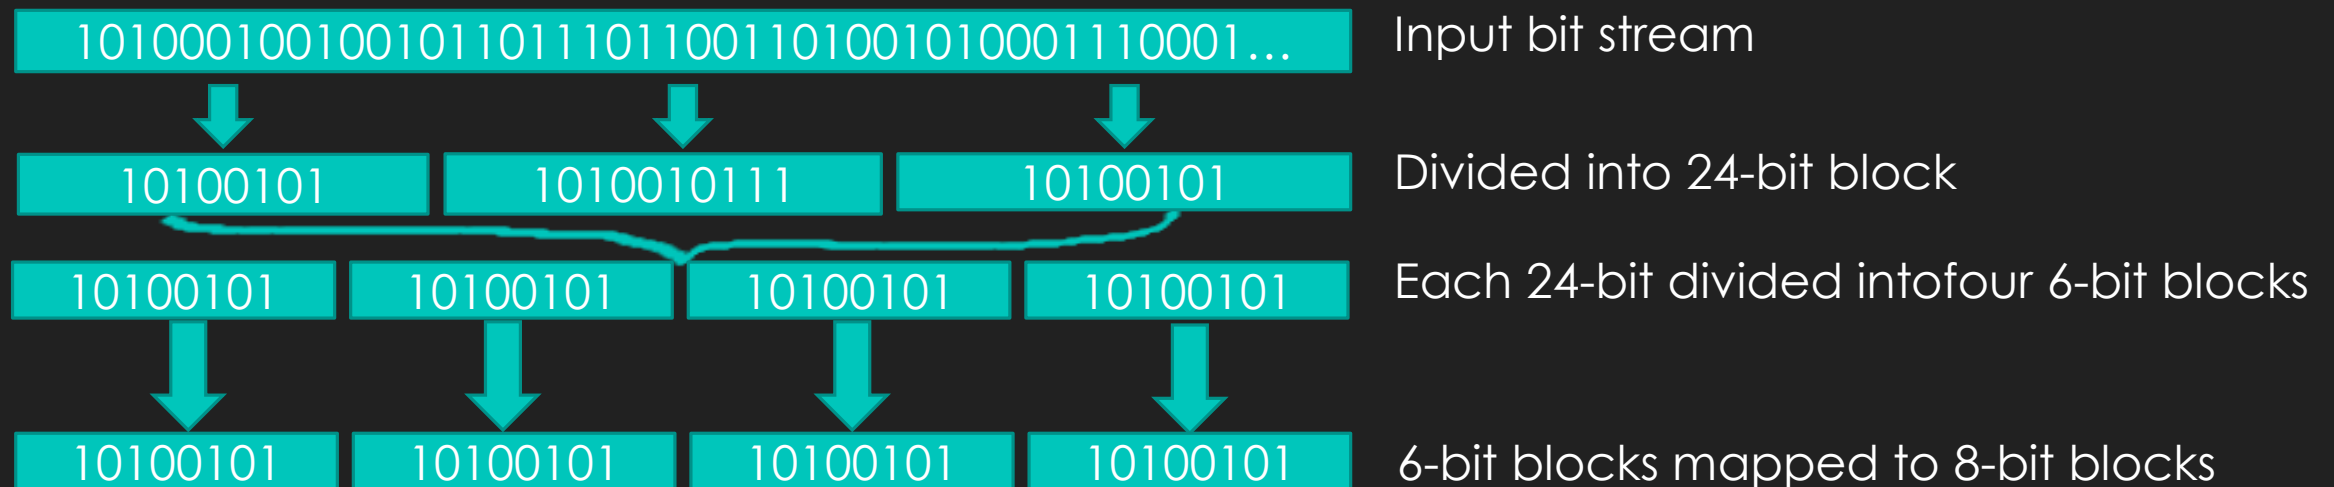 10100010010010110111011001101001010001110001… Input bit stream
10100101 1010010111 10100101 Divided into 24-bit block
10100101 10100101 10100101 10100101 Each 24-bit divided intofour 6-bit blocks
10100101 10100101 10100101 10100101 6-bit blocks mapped to 8-bit blocks